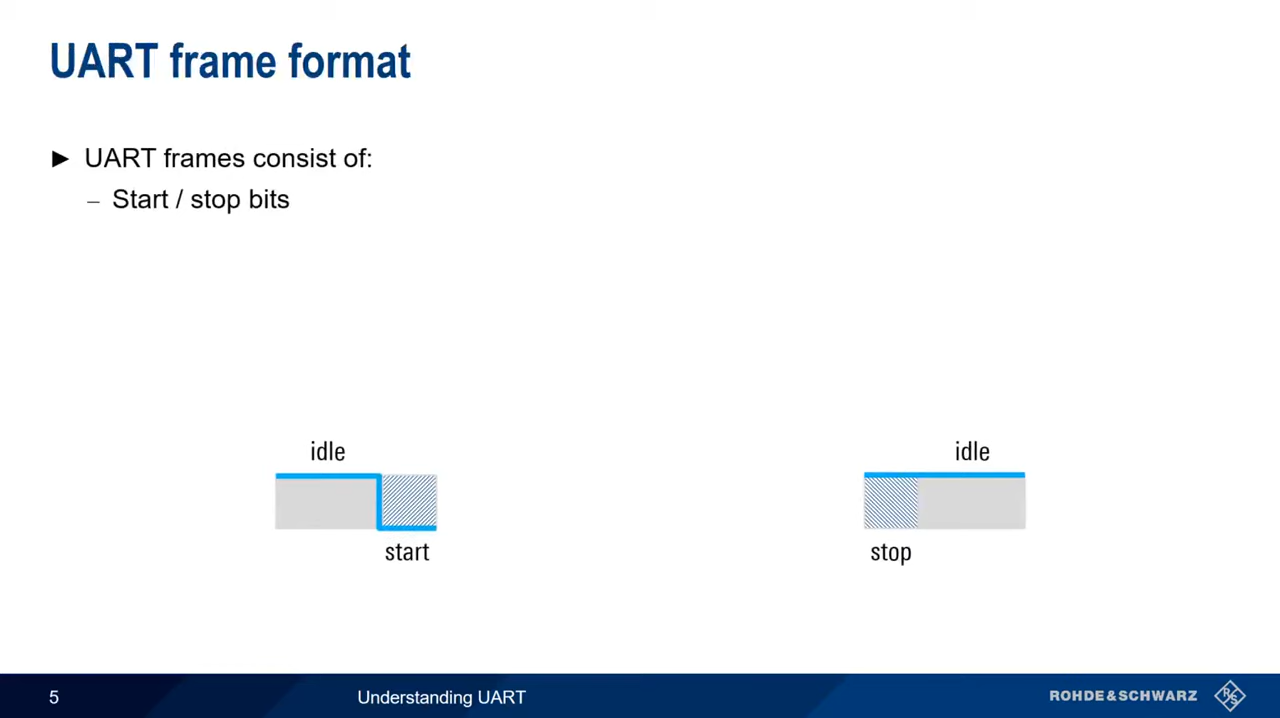 UART frame format
► UART frames consist of:
– Start / stop bits
idle
idle
start
stop
5
Understanding UART
ROHDE & SCHWARZ
R S